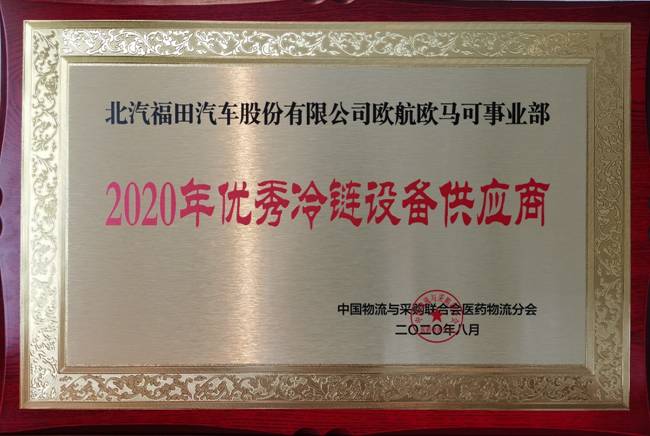 北汽福田汽车股份有限公司欧航欧马可事业部
2020年优秀冷链设备供应商
中国物流与采购联合会医药物流分会
二〇二〇年八月